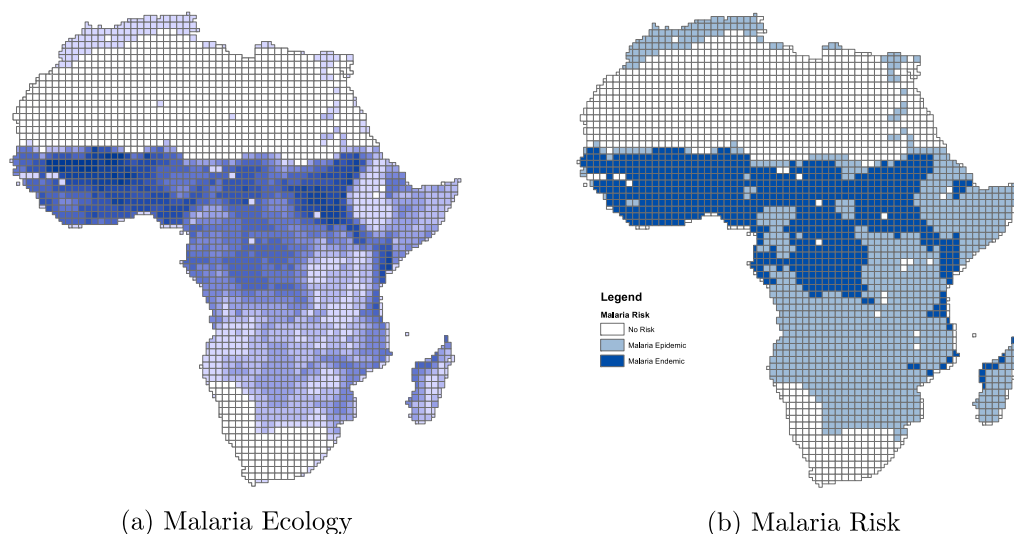 Legend
Malaria Risk
No Risk
Malaria Epidemic
Malaria Endemic
(a) Malaria Ecology
(b) Malaria Risk